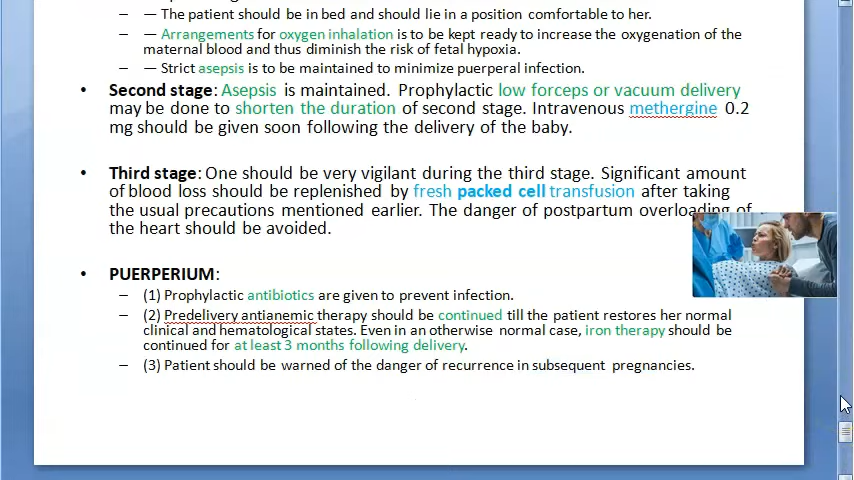 – — The patient should be in bed and should lie in a position comfortable to her.
– — Arrangements for oxygen inhalation is to be kept ready to increase the oxygenation of the
maternal blood and thus diminish the risk of fetal hypoxia.
– — Strict asepsis is to be maintained to minimize puerperal infection.
• Second stage: Asepsis is maintained. Prophylactic low forceps or vacuum delivery
may be done to shorten the duration of second stage. Intravenous methergine 0.2
mg should be given soon following the delivery of the baby.
• Third stage: One should be very vigilant during the third stage. Significant amount
of blood loss should be replenished by fresh packed cell transfusion after taking
the usual precautions mentioned earlier. The danger of postpartum overloading of
the heart should be avoided.
• PUERPERIUM:
– (1) Prophylactic antibiotics are given to prevent infection.
– (2) Predelivery antianemic therapy should be continued till the patient restores her normal
clinical and hematological states. Even in an otherwise normal case, iron therapy should be
continued for at least 3 months following delivery.
– (3) Patient should be warned of the danger of recurrence in subsequent pregnancies.